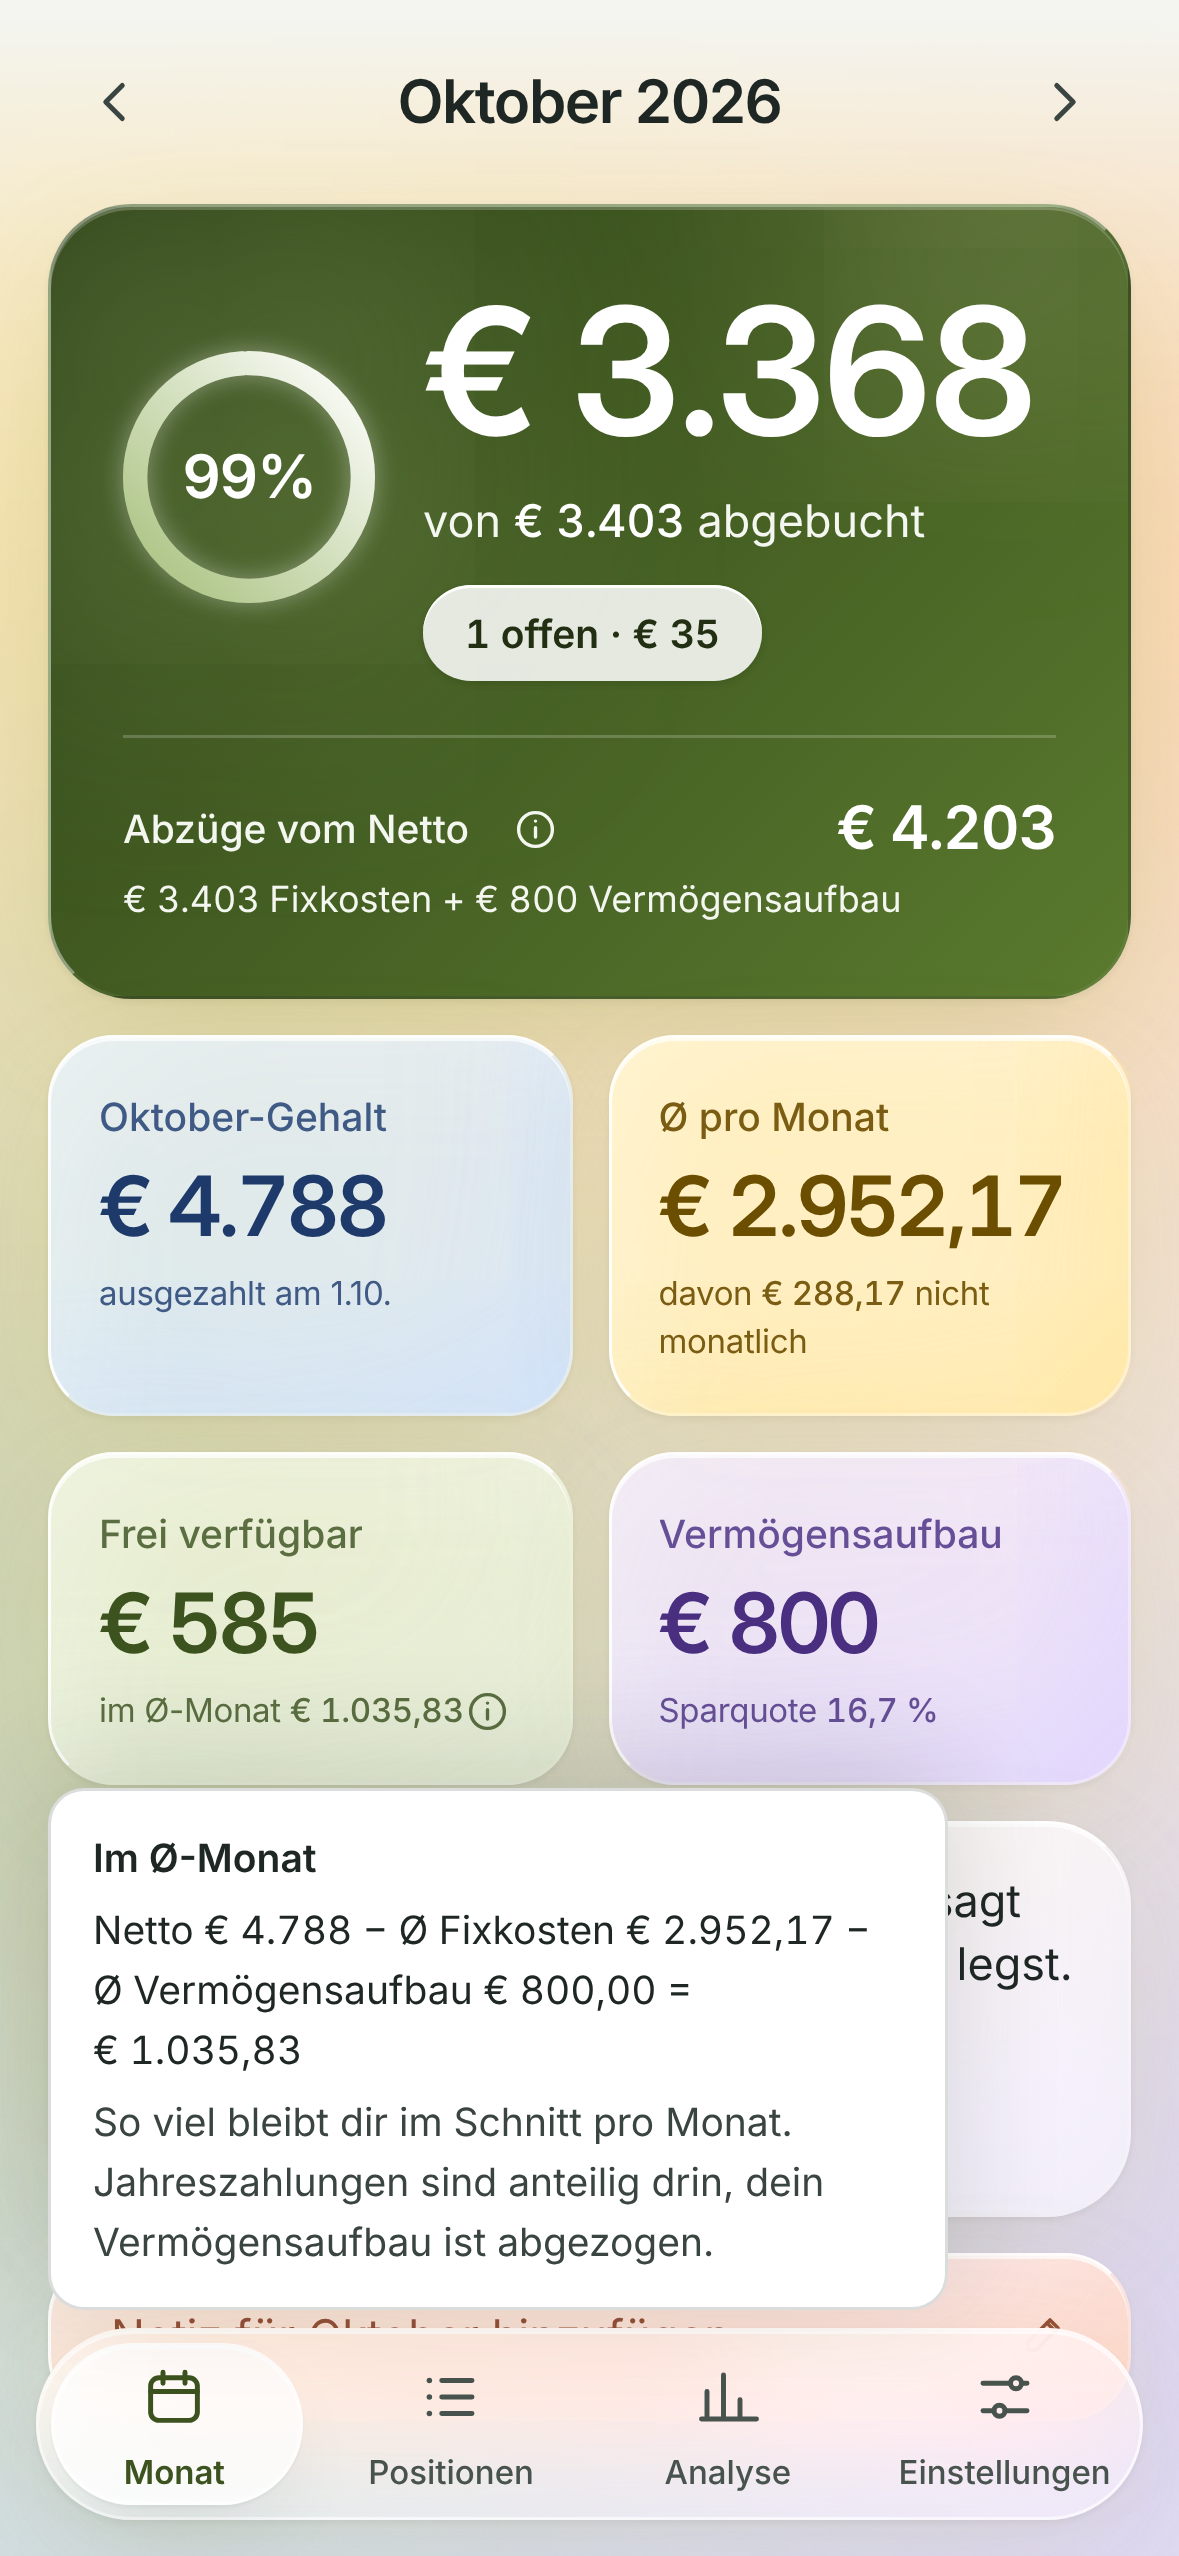 Oktober 2026
€ 3.368
99%
von € 3.403 abgebucht
1 offen · € 35
Abzüge vom Netto
€ 4.203
€ 3.403 Fixkosten + € 800 Vermögensaufbau
Oktober-Gehalt
€ 4.788
ausgezahlt am 1.10.
Ø pro Monat
€ 2.952,17
davon € 288,17 nicht
monatlich
Frei verfügbar
€ 585
im Ø-Monat € 1.035,83
Vermögensaufbau
€ 800
Sparquote 16,7 %
Im Ø-Monat
Netto € 4.788 − Ø Fixkosten € 2.952,17 −
Ø Vermögensaufbau € 800,00 =
€ 1.035,83
So viel bleibt dir im Schnitt pro Monat.
Jahreszahlungen sind anteilig drin, dein
Vermögensaufbau ist abgezogen.
legst.
Notiz für Oktober hinzufügen
Monat
Positionen
Analyse
Einstellungen